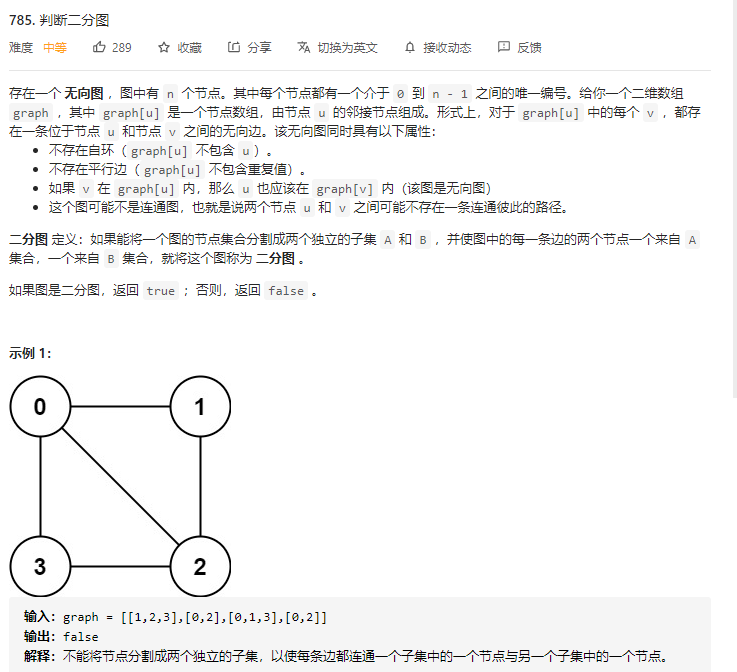 785. 判断二分图
难度 中等 289 收藏 分享 切换为英文 接收动态 反馈
存在一个 无向图 ，图中有 n 个节点。其中每个节点都有一个介于 0 到 n - 1 之间的唯一编号。给你一个二维数组
graph ，其中 graph[u] 是一个节点数组，由节点 u 的邻接节点组成。形式上，对于 graph[u] 中的每个 v ，都存
在一条位于节点 u 和节点 v 之间的无向边。该无向图同时具有以下属性：
• 不存在自环（ graph[u] 不包含 u ）。
• 不存在平行边（ graph[u] 不包含重复值）。
• 如果 v 在 graph[u] 内，那么 u 也应该在 graph[v] 内（该图是无向图）
• 这个图可能不是连通图，也就是说两个节点 u 和 v 之间可能不存在一条连通彼此的路径。
二分图 定义：如果能将一个图的节点集合分割成两个独立的子集 A 和 B ，并使图中的每一条边的两个节点一个来自 A
集合，一个来自 B 集合，就将这个图称为 二分图 。
如果图是二分图，返回 true ；否则，返回 false 。
示例 1：
0 1
3 2
输入：graph = [[1,2,3],[0,2],[0,1,3],[0,2]]
输出：false
解释：不能将节点分割成两个独立的子集，以使每条边都连通一个子集中的一个节点与另一个子集中的一个节点。